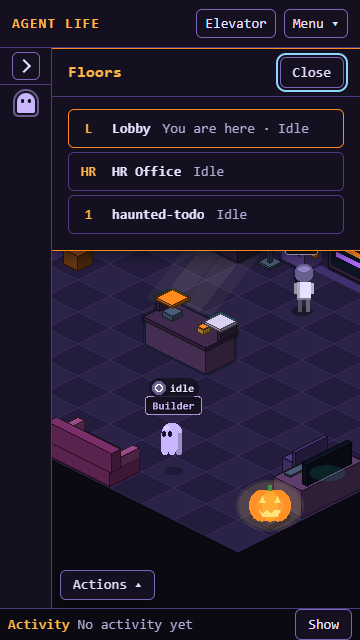 AGENT LIFE
Elevator
Menu ▾
Floors
Close
L Lobby You are here · Idle
HR HR Office Idle
1 haunted-todo Idle
idle
Builder
Actions ▴
Activity No activity yet
Show